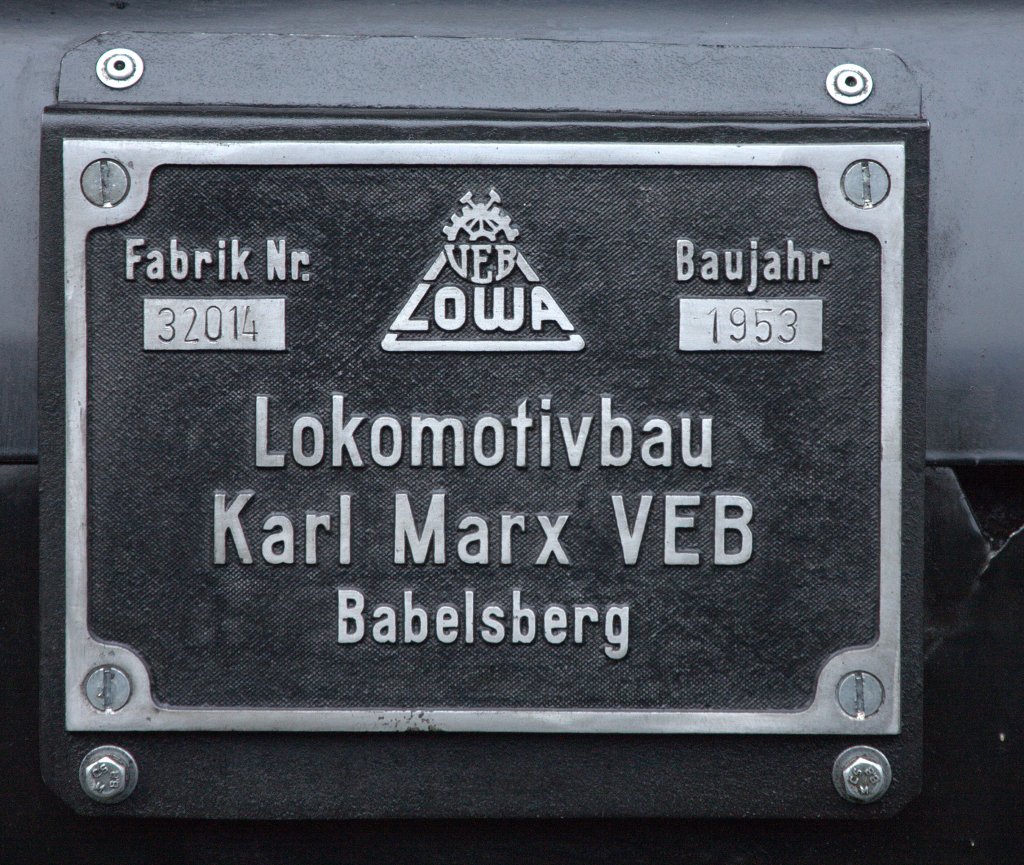 Fabrik Nr.
32014
VEB
LOWA
Baujahr
1953
Lokomotivbau
Karl Marx VEB
Babelsberg